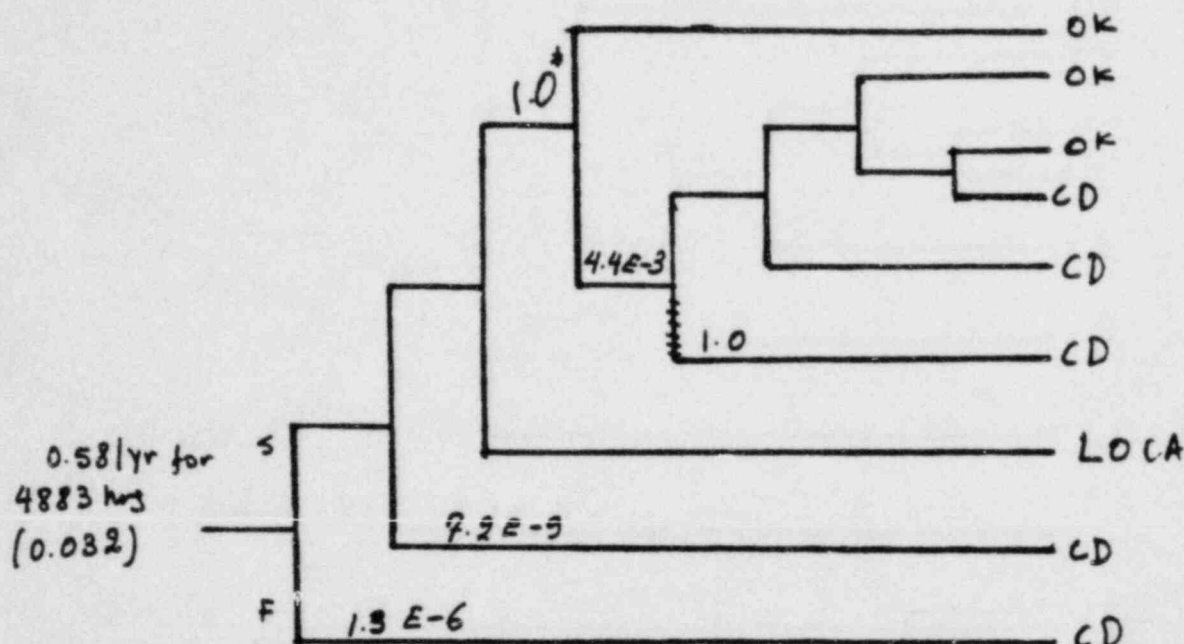 OK
OK
1.0*
OK
CD
4.4E-3
CD
1.0
CD
0.58/yr for
4883 hrs
(0.032)
S
LOCA
E-
CD
F
1.3 E-6
CD